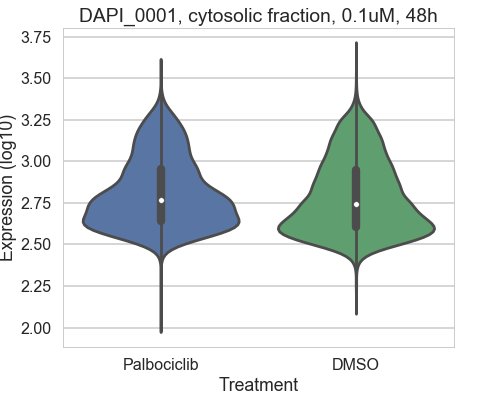 DAPI_0001, cytosolic fraction, 0.1uM, 48h
Expression (log10)
3.75
3.50
3.25
3.00
2.75
2.50
2.25
2.00
Palbociclib DMSO
Treatment